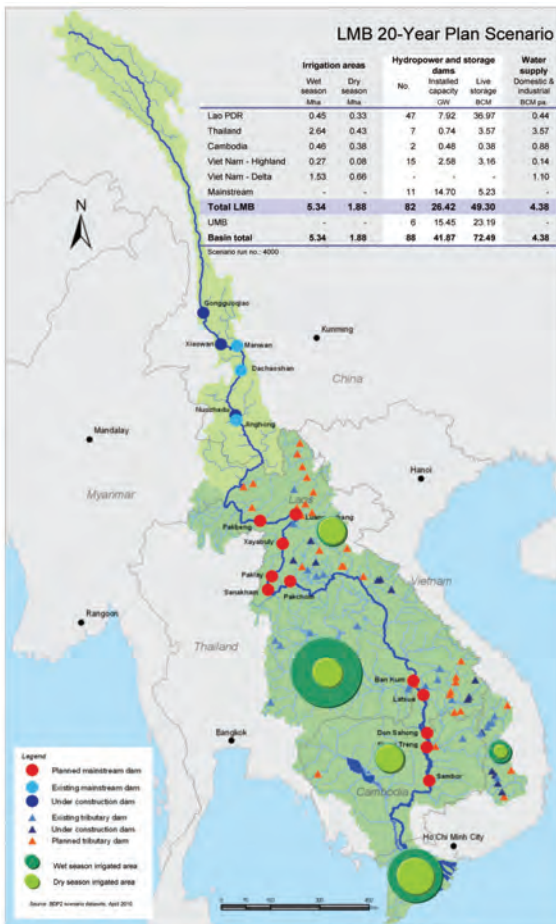 LMB 20-Year Plan Scenario
Irrigation areas Hydropower and storage dams Water supply
Wet season Dry season No. Installed capacity Live storage Domestic & industrial
Mha Mha GW BCM BCM pa.
Lao PDR 0.45 0.33 47 7.92 36.97 0.44
Thailand 2.64 0.43 7 0.74 3.57 3.57
Cambodia 0.46 0.38 2 0.48 0.38 0.88
Viet Nam - Highland 0.27 0.08 15 2.58 3.16 0.14
Viet Nam - Delta 1.53 0.66 - - - 1.10
Mainstream - - 11 14.70 5.23
Total LMB 5.34 1.88 82 26.42 49.30 4.38
UMB - - 6 15.45 23.19 -
Basin total 5.34 1.88 88 41.87 72.49 4.38
Scenario run no.: 4000
N
Gongguoqiao
Xiaowan
Manwan
Kunming
Dachaoshan
China
Nuozhadu
Jinghong
Mandalay
Hanoi
Myanmar
Laos
Pakbeng
Xayabuly
Paklay
Sanakham
Pakchom
Vietnam
Rangoon
Thailand
Ban Kum
Latsua
Bangkok
Don Sahong
Treng
Sambor
Cambodia
Ho Chi Minh City
Legend
Planned mainstream dam
Existing mainstream dam
Under construction dam
Existing tributary dam
Under construction dam
Planned tributary dam
Wet season irrigated area
Dry season irrigated area
Source: BDP2 scenario datasets, April 2010